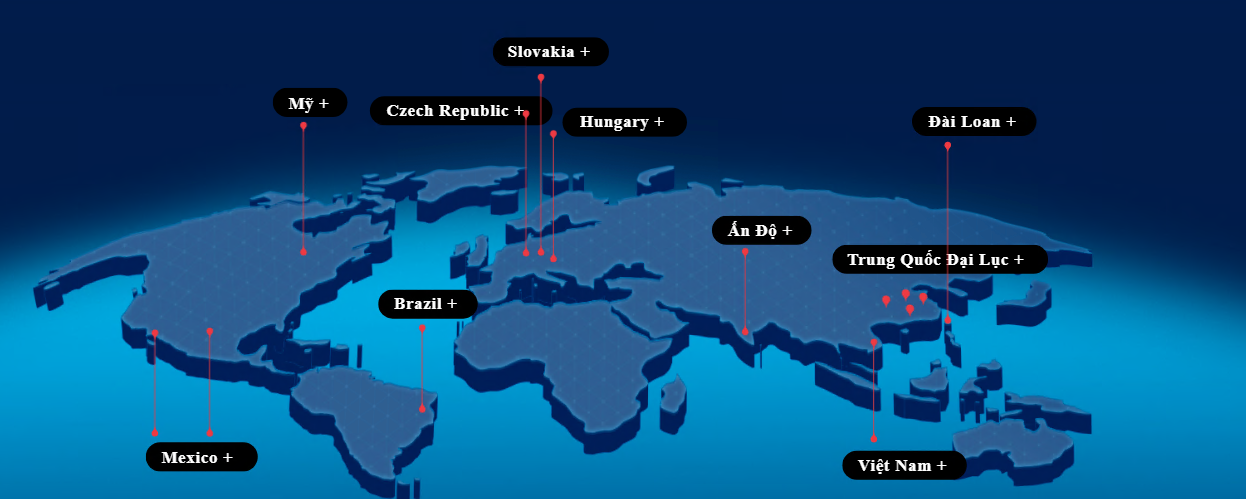 Slovakia +
Mỹ +
Czech Republic +
Hungary +
Đài Loan +
Ấn Độ +
Trung Quốc Đại Lục +
Brazil +
Mexico +
Việt Nam +